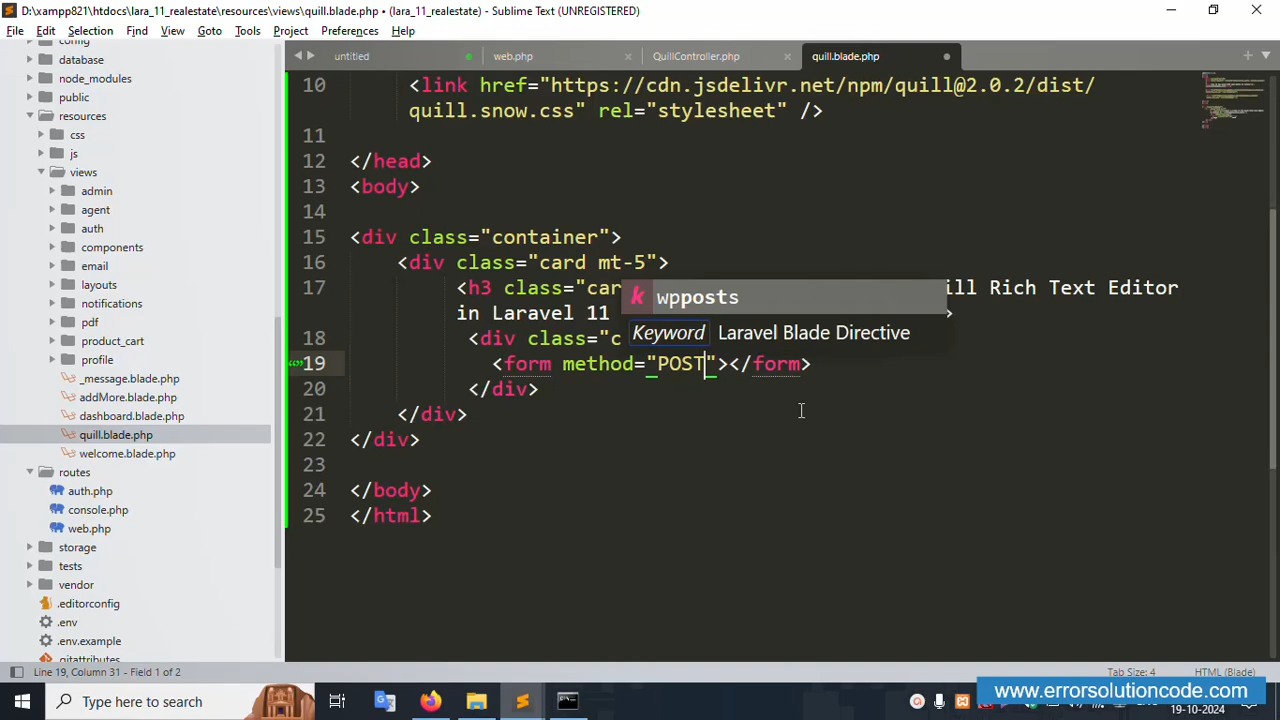 D:\xampp821\htdocs\lara_11_realestate\resources\views\quill.blade.php • (lara_11_realestate) - Sublime Text (UNREGISTERED)
File Edit Selection Find View Goto Tools Project Preferences Help
untitled web.php QuillController.php quill.blade.php
config
database
node_modules
public
resources
css
js
views
admin
agent
auth
components
email
layouts
notifications
pdf
product_cart
profile
_message.blade.php
addMore.blade.php
dashboard.blade.php
quill.blade.php
welcome.blade.php
routes
auth.php
console.php
web.php
storage
tests
vendor
.editorconfig
.env
.env.example
.gitattributes
10 <link href="https://cdn.jsdelivr.net/npm/quill@2.0.2/dist/
quill.snow.css" rel="stylesheet" />
11
12 </head>
13 <body>
14
15 <div class="container">
16 <div class="card mt-5">
17 <h3 class="car ill Rich Text Editor
in Laravel 11 >
18 <div class="c
19 <form method="POST"></form>
20 </div>
21 </div>
22 </div>
23
24 </body>
25 </html>
k wpposts
Keyword Laravel Blade Directive
Line 19, Column 31 - Field 1 of 2 Tab Size: 4 HTML (Blade)
Type here to search
www.errorsolutioncode.com
19-10-2024